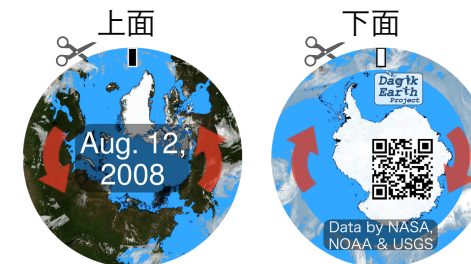 上面
下面
Aug. 12,
2008
Dagik
Earth
Project
Data by NASA,
NOAA & USGS